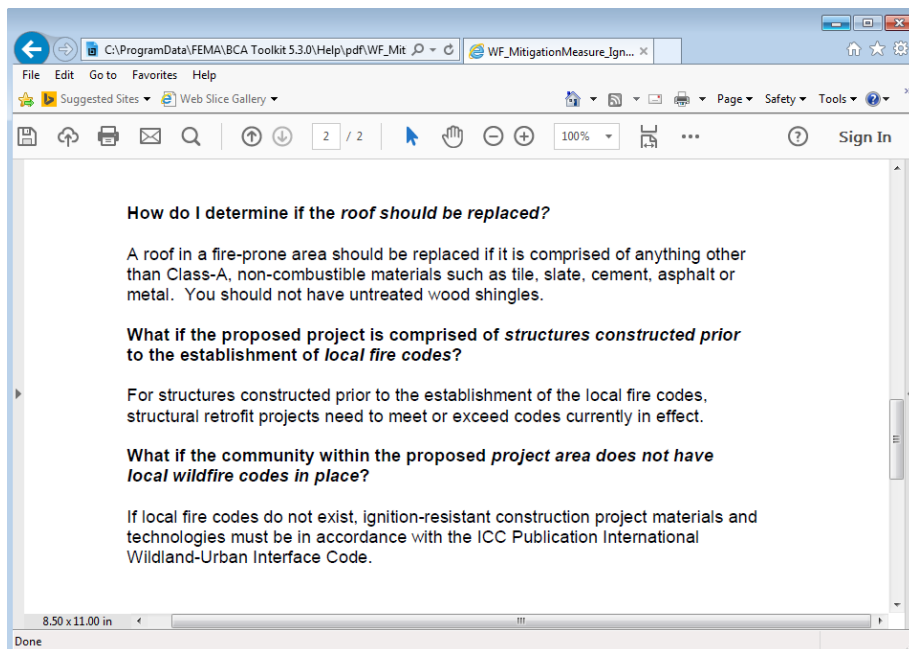 C:\ProgramData\FEMA\BCA Toolkit 5.3.0\Help\pdf\WF_Mit
WF_MitigationMeasure_Ign...
File Edit Go to Favorites Help
Suggested Sites Web Slice Gallery Page Safety Tools
2 / 2 100% Sign In
How do I determine if the roof should be replaced?
A roof in a fire-prone area should be replaced if it is comprised of anything other
than Class-A, non-combustible materials such as tile, slate, cement, asphalt or
metal. You should not have untreated wood shingles.
What if the proposed project is comprised of structures constructed prior
to the establishment of local fire codes?
For structures constructed prior to the establishment of the local fire codes,
structural retrofit projects need to meet or exceed codes currently in effect.
What if the community within the proposed project area does not have
local wildfire codes in place?
If local fire codes do not exist, ignition-resistant construction project materials and
technologies must be in accordance with the ICC Publication International
Wildland-Urban Interface Code.
8.50 x 11.00 in
Done